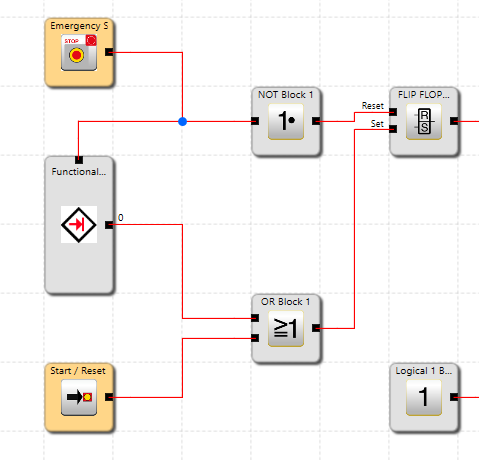 Emergency S
STOP
NOT Block 1
1
FLIP FLOP...
Reset
Set
R
S
Functional...
0
OR Block 1
≧1
Start / Reset
Logical 1 B...
1